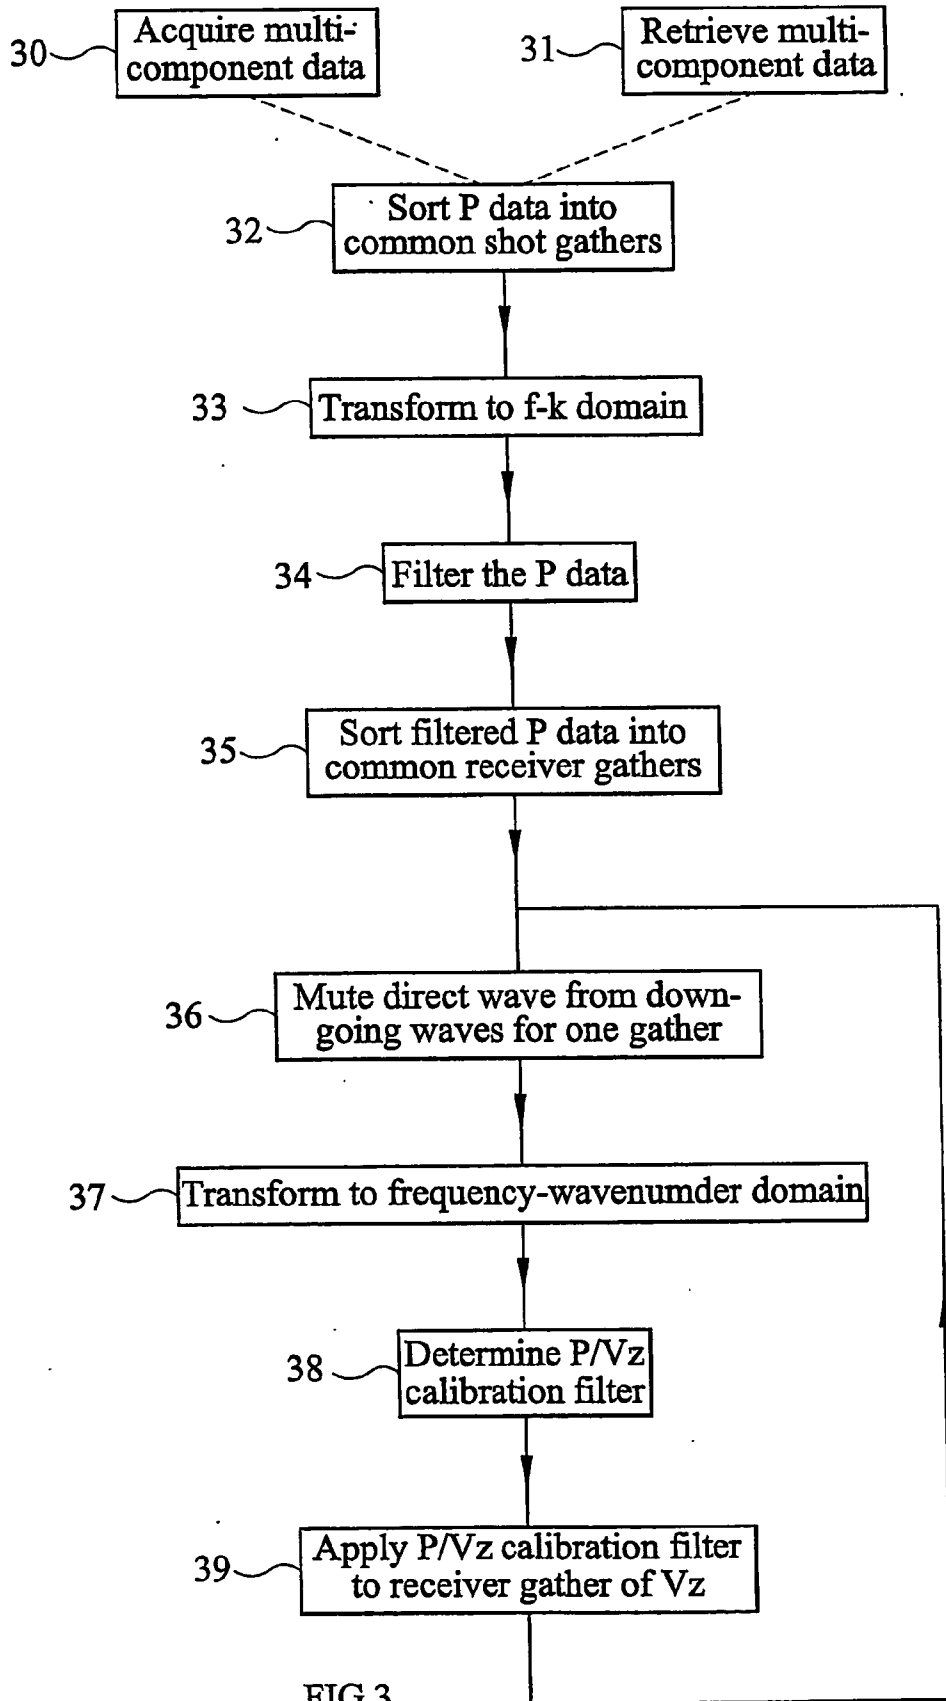 30
Acquire multi-
component data
31
Retrieve multi-
component data
32
Sort P data into
common shot gathers
33
Transform to f-k domain
34
Filter the P data
35
Sort filtered P data into
common receiver gathers
36
Mute direct wave from down-
going waves for one gather
37
Transform to frequency-wavenumder domain
38
Determine P/Vz
calibration filter
39
Apply P/Vz calibration filter
to receiver gather of Vz
FIG 3